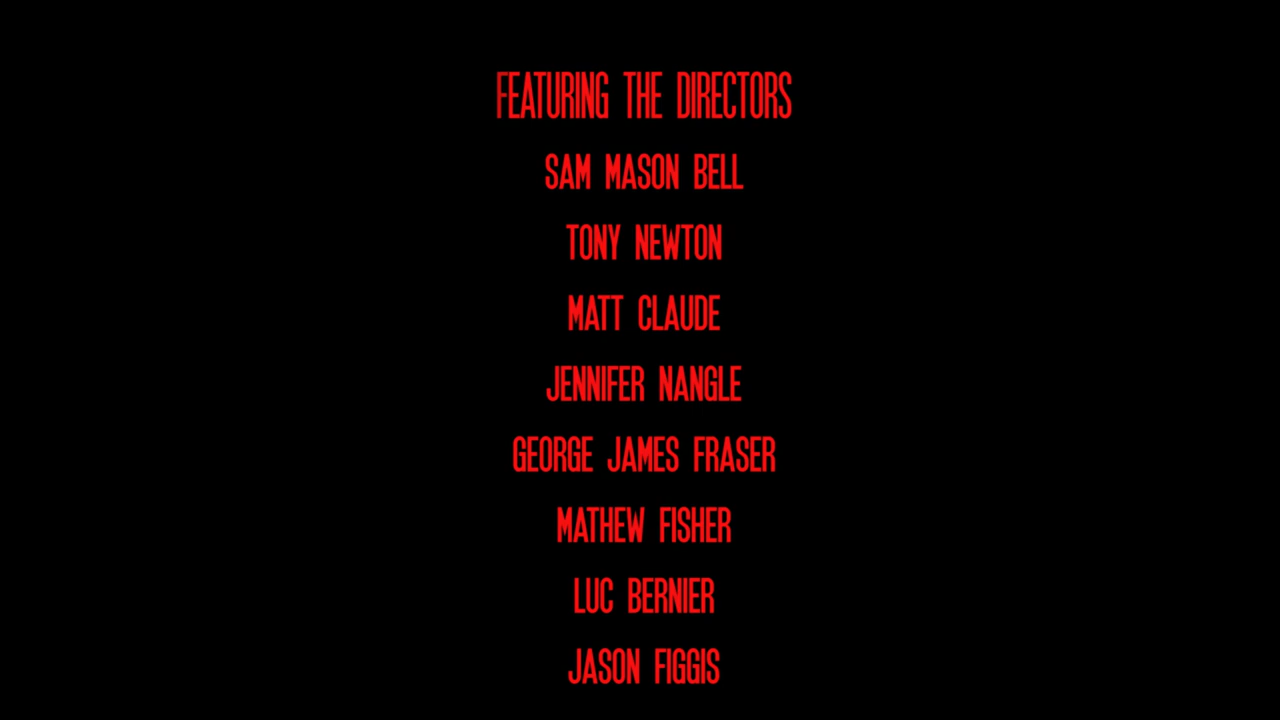 FEATURING THE DIRECTORS
SAM MASON BELL
TONY NEWTON
MATT CLAUDE
JENNIFER NANGLE
GEORGE JAMES FRASER
MATHEW FISHER
LUC BERNIER
JASON FIGGIS